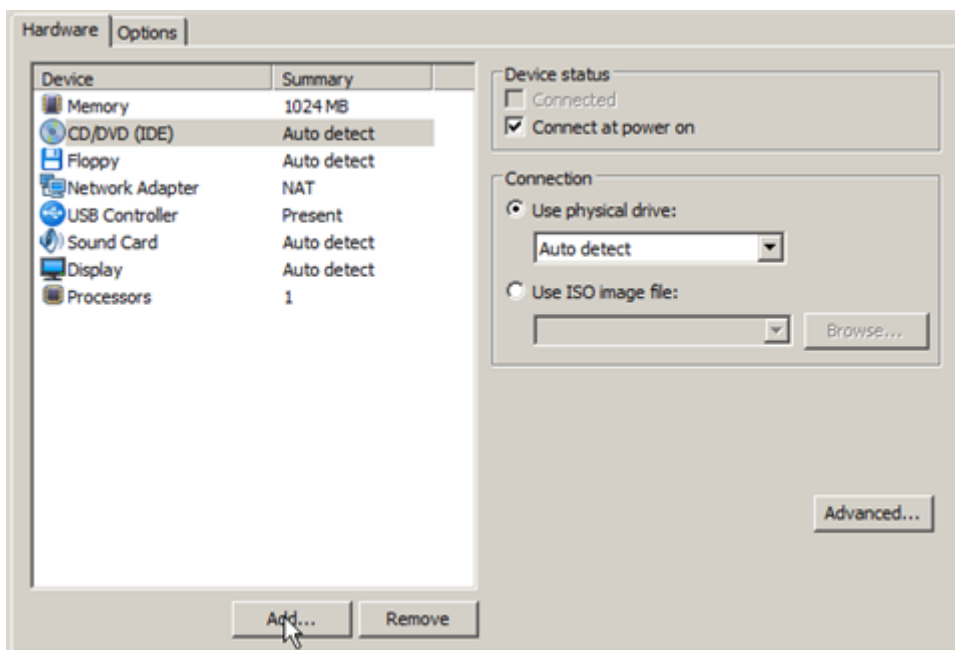 Hardware
Options
Device Summary
Memory 1024 MB
CD/DVD (IDE) Auto detect
Floppy Auto detect
Network Adapter NAT
USB Controller Present
Sound Card Auto detect
Display Auto detect
Processors 1
Add...
Remove
Device status
Connected
Connect at power on
Connection
Use physical drive:
Auto detect
Use ISO image file:
Browse...
Advanced...